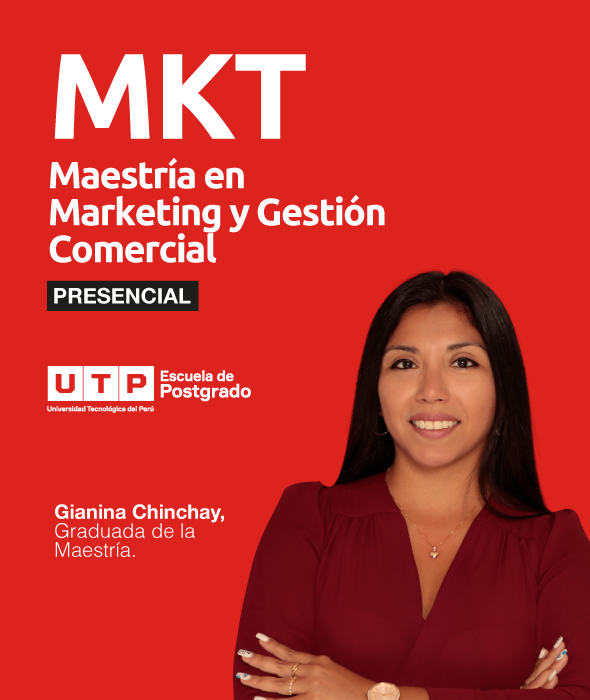 MKT
Maestría en
Marketing y Gestión
Comercial
PRESENCIAL
UTP Escuela de
Postgrado
Universidad Tecnológica del Perú
Gianina Chinchay,
Graduada de la
Maestría.